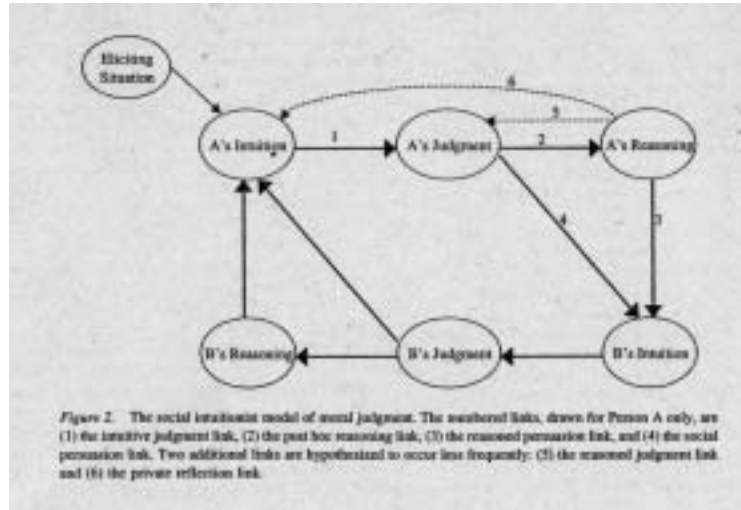 Eliciting
Situation
6
5
A's Intuition
1
A's Judgment
2
A's Reasoning
4
3
B's Reasoning
B's Judgment
B's Intuition
Figure 2. The social intuitionist model of moral judgment. The numbered links, drawn for Person A only, are
(1) the intuitive judgment link, (2) the post hoc reasoning link, (3) the reasoned persuasion link, and (4) the social
persuasion link. Two additional links are hypothesized to occur less frequently: (5) the reasoned judgment link
and (6) the private reflection link.